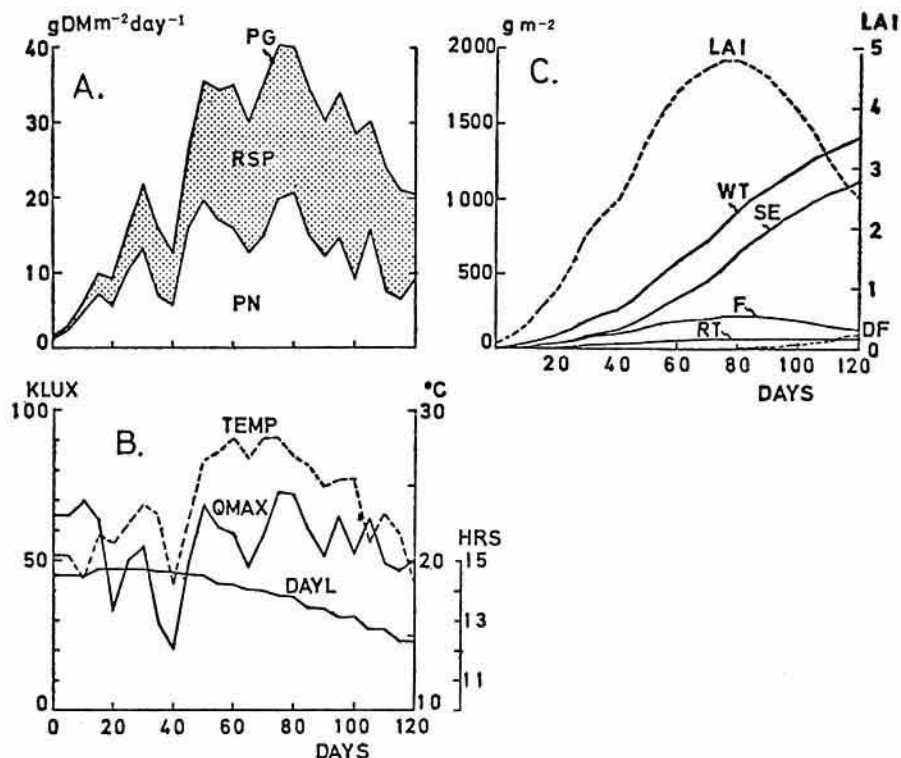 gDMm⁻²day⁻¹
40
30
20
10
0
A.
PG
RSP
PN
KLUX
100
50
0
B.
TEMP
QMAX
DAYL
°C
30
20
10
HRS
15
13
11
0 20 40 60 80 100 120
DAYS
g m⁻²
2000
1500
1000
500
0
C.
LAI
WT
SE
F
RT
DF
LAI
5
4
3
2
1
0
20 40 60 80 100 120
DAYS